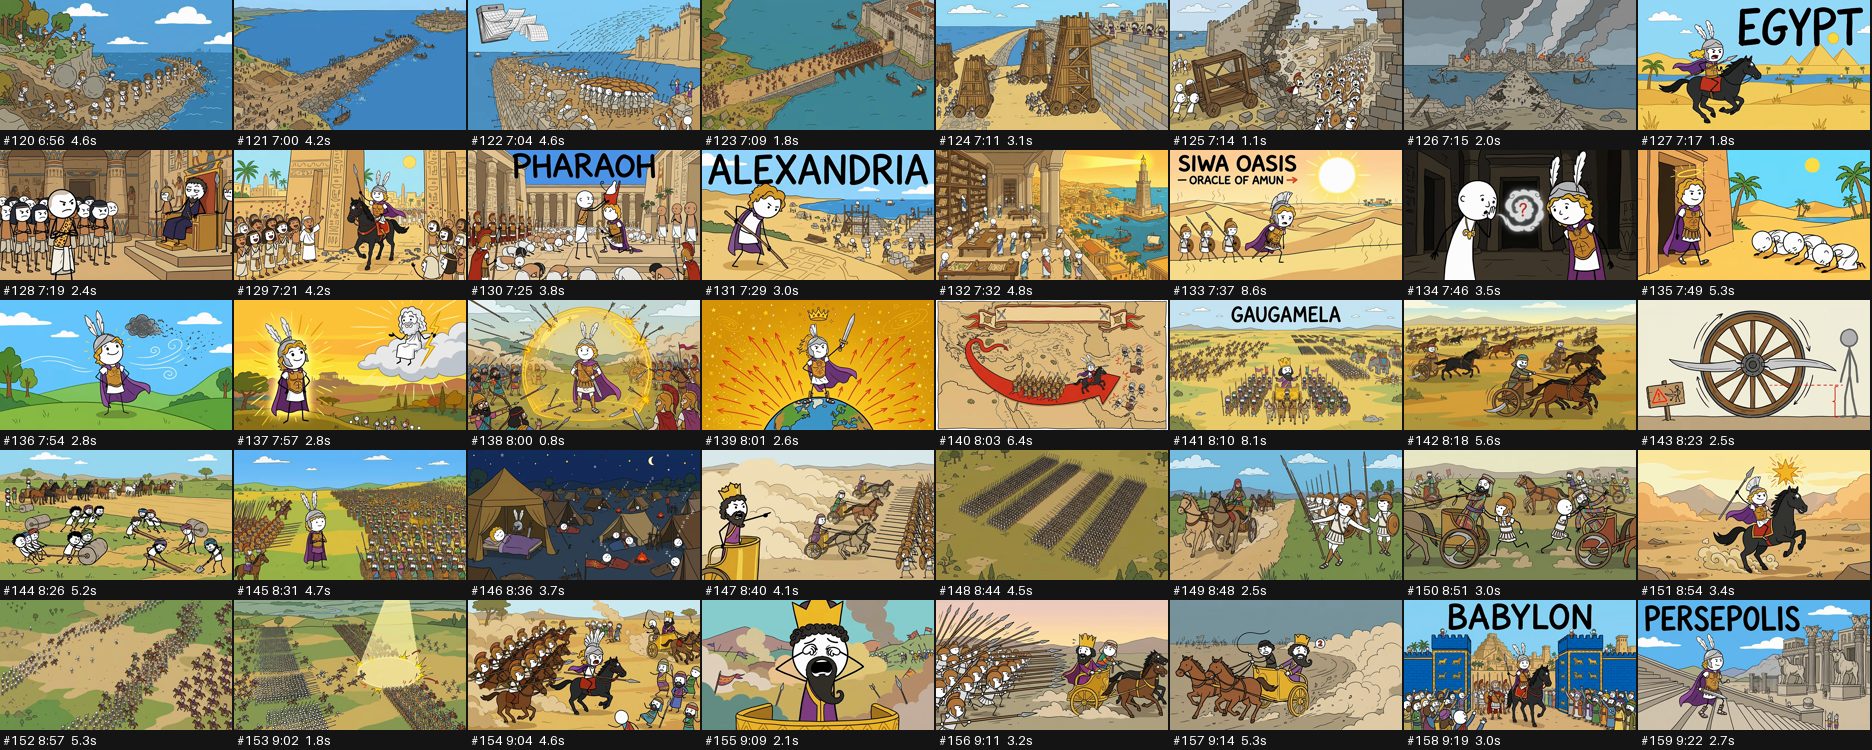 EGYPT
#120 6:56 4.6s
#121 7:00 4.2s
#122 7:04 4.6s
#123 7:09 1.8s
#124 7:11 3.1s
#125 7:14 1.1s
#126 7:15 2.0s
#127 7:17 1.8s
PHARAOH
ALEXANDRIA
SIWA OASIS
— ORACLE OF AMUN →
?
#128 7:19 2.4s
#129 7:21 4.2s
#130 7:25 3.8s
#131 7:29 3.0s
#132 7:32 4.8s
#133 7:37 8.6s
#134 7:46 3.5s
#135 7:49 5.3s
GAUGAMELA
#136 7:54 2.8s
#137 7:57 2.8s
#138 8:00 0.8s
#139 8:01 2.6s
#140 8:03 6.4s
#141 8:10 8.1s
#142 8:18 5.6s
#143 8:23 2.5s
#144 8:26 5.2s
#145 8:31 4.7s
#146 8:36 3.7s
#147 8:40 4.1s
#148 8:44 4.5s
#149 8:48 2.5s
#150 8:51 3.0s
#151 8:54 3.4s
BABYLON
PERSEPOLIS
#152 8:57 5.3s
#153 9:02 1.8s
#154 9:04 4.6s
#155 9:09 2.1s
#156 9:11 3.2s
#157 9:14 5.3s
#158 9:19 3.0s
#159 9:22 2.7s